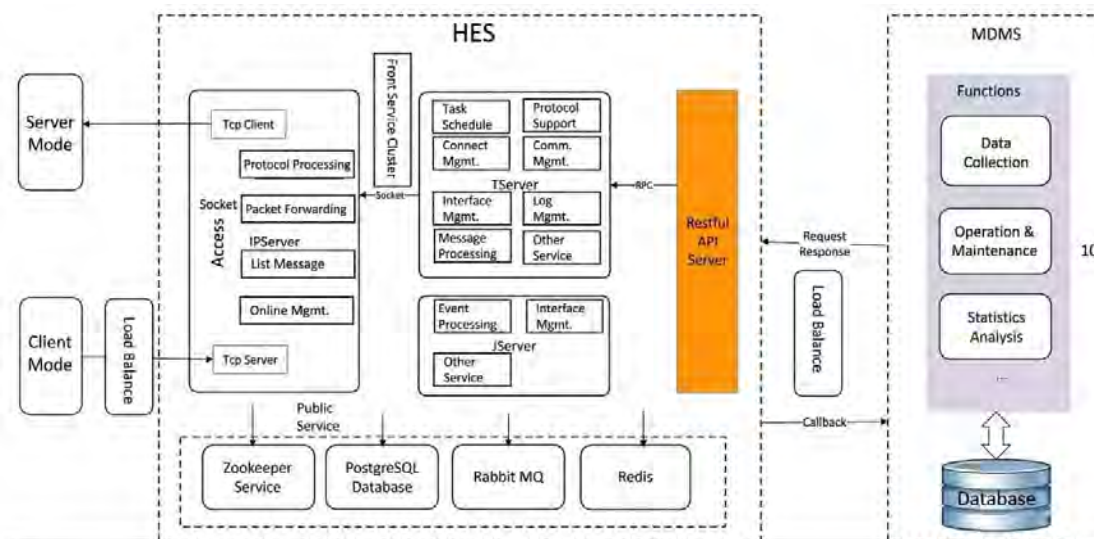 HES
MDMS
Server
Mode
Client
Mode
Load Balance
Tcp Client
Protocol Processing
Socket
Access
Packet Forwarding
IPServer
List Message
Online Mgmt.
Tcp Server
Front Service Cluster
Socket
Task
Schedule
Protocol
Support
Connect
Mgmt.
Comm.
Mgmt.
TServer
Interface
Mgmt.
Log
Mgmt.
Message
Processing
Other
Service
Event
Processing
Interface
Mgmt.
JServer
Other
Service
RPC
Restful
API
Server
Request
Response
Load Balance
Callback
Functions
Data
Collection
Operation &
Maintenance
Statistics
Analysis
...
Database
10
Public
Service
Zookeeper
Service
PostgreSQL
Database
Rabbit MQ
Redis